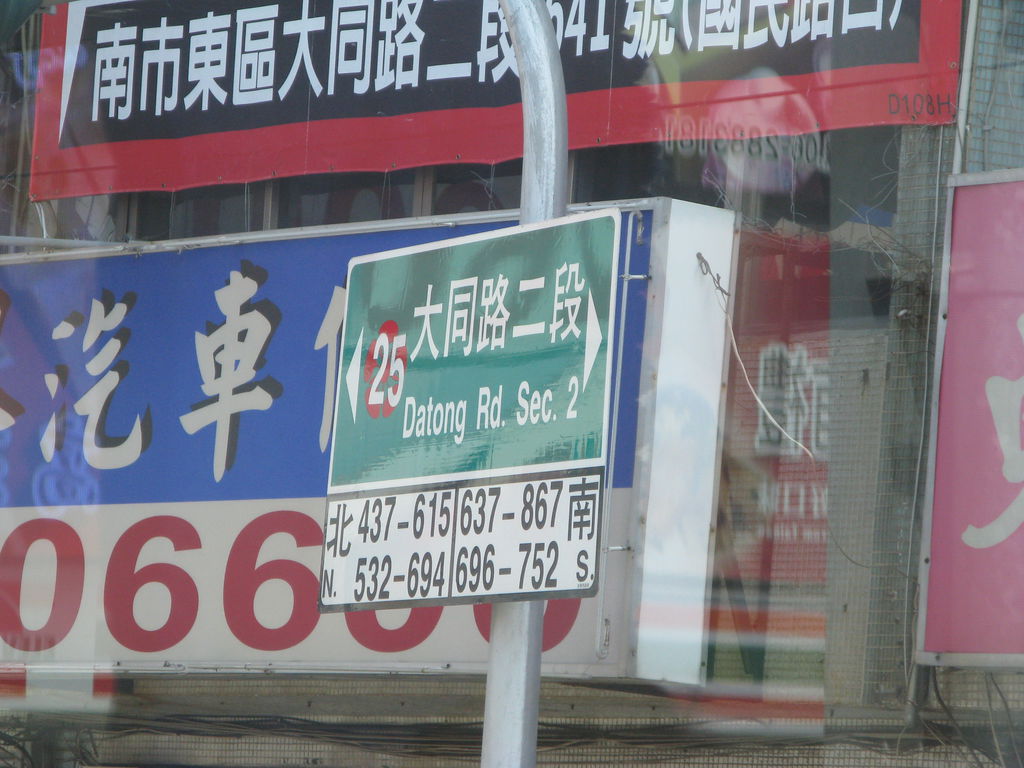 南市東區大同路二段641號(國民路口)
D108H
汽車
066
25
大同路二段
Datong Rd. Sec. 2
北 437-615 637-867 南
N. 532-694 696-752 S.